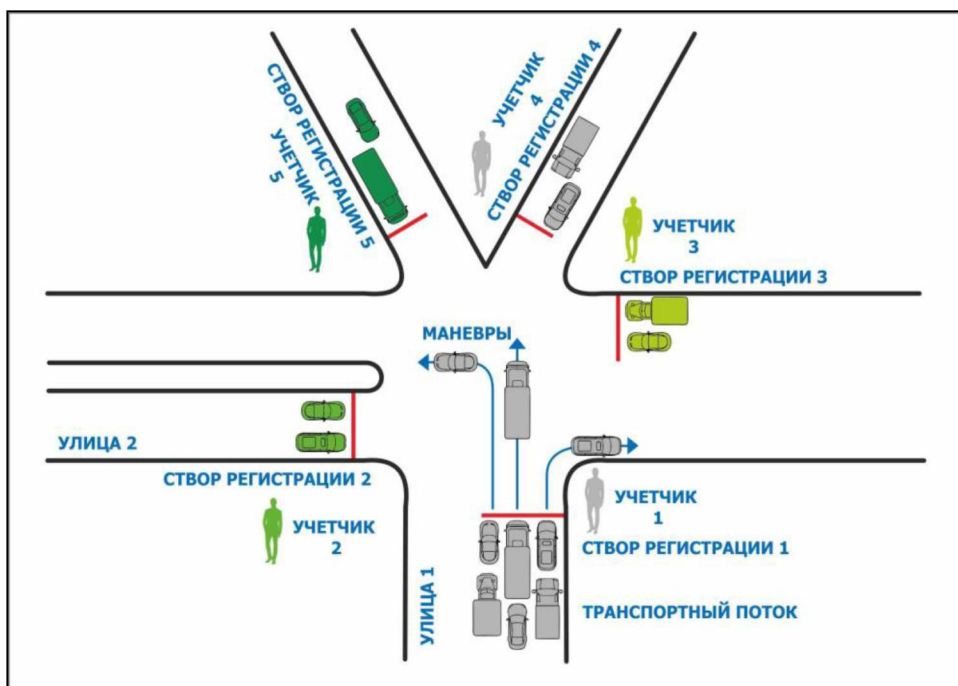 СТВОР РЕГИСТРАЦИИ 5
УЧЕТЧИК
5
УЧЕТЧИК
4
СТВОР РЕГИСТРАЦИИ 4
УЧЕТЧИК
3
СТВОР РЕГИСТРАЦИИ 3
МАНЕВРЫ
УЛИЦА 2
СТВОР РЕГИСТРАЦИИ 2
УЧЕТЧИК
2
УЛИЦА 1
УЧЕТЧИК
1
СТВОР РЕГИСТРАЦИИ 1
ТРАНСПОРТНЫЙ ПОТОК